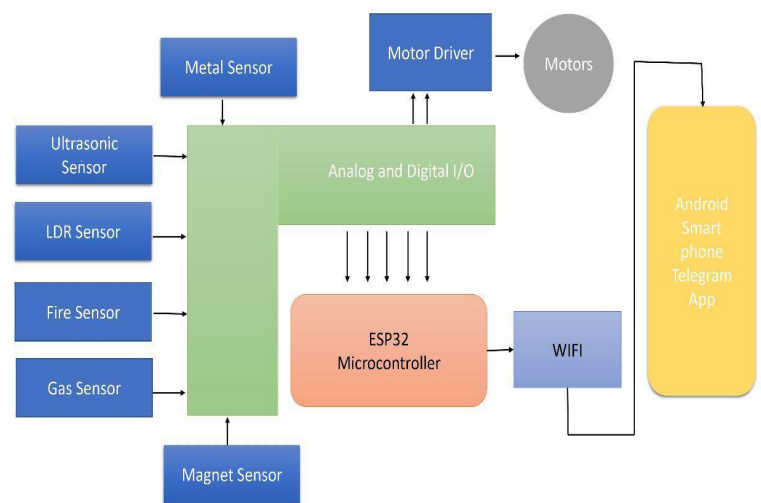 Metal Sensor
Motor Driver
Motors
Ultrasonic
Sensor
Analog and Digital I/O
LDR Sensor
Android
Smart
phone
Telegram
App
Fire Sensor
ESP32
Microcontroller
WIFI
Gas Sensor
Magnet Sensor